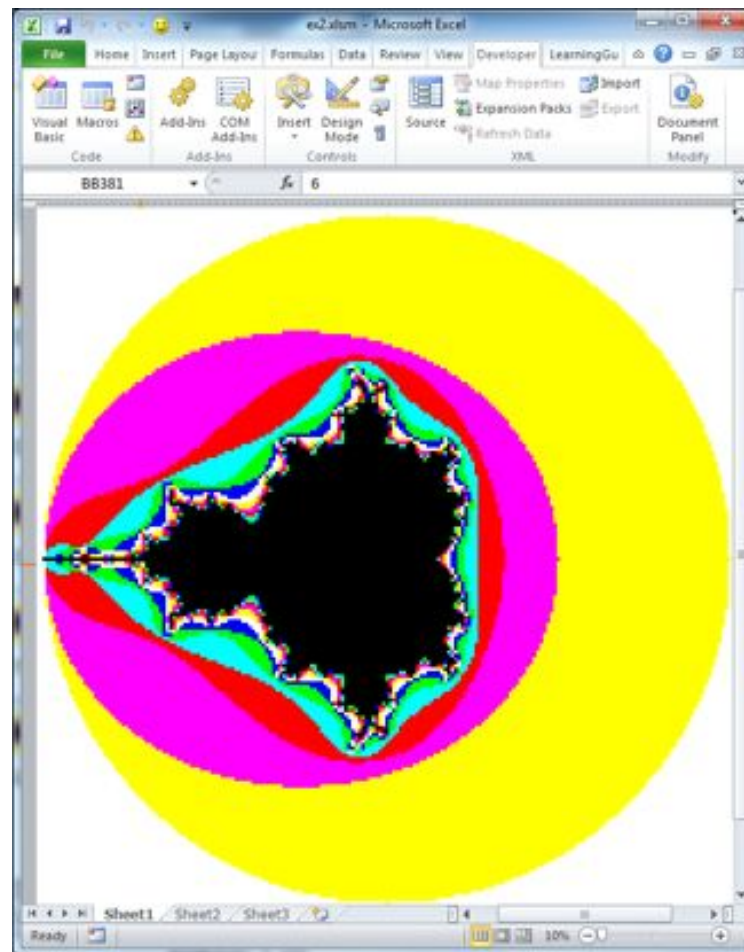 ex2.xlsm - Microsoft Excel
File Home Insert Page Layou Formulas Data Review View Developer LearningGu
Visual Basic Macros Add-Ins COM Add-Ins Insert Design Mode Source Map Properties Import Document Panel
Expansion Packs Export
Refresh Data
Code Add-Ins Controls XML Modify
BB381 fx 6
Sheet1 Sheet2 Sheet3
Ready 10%